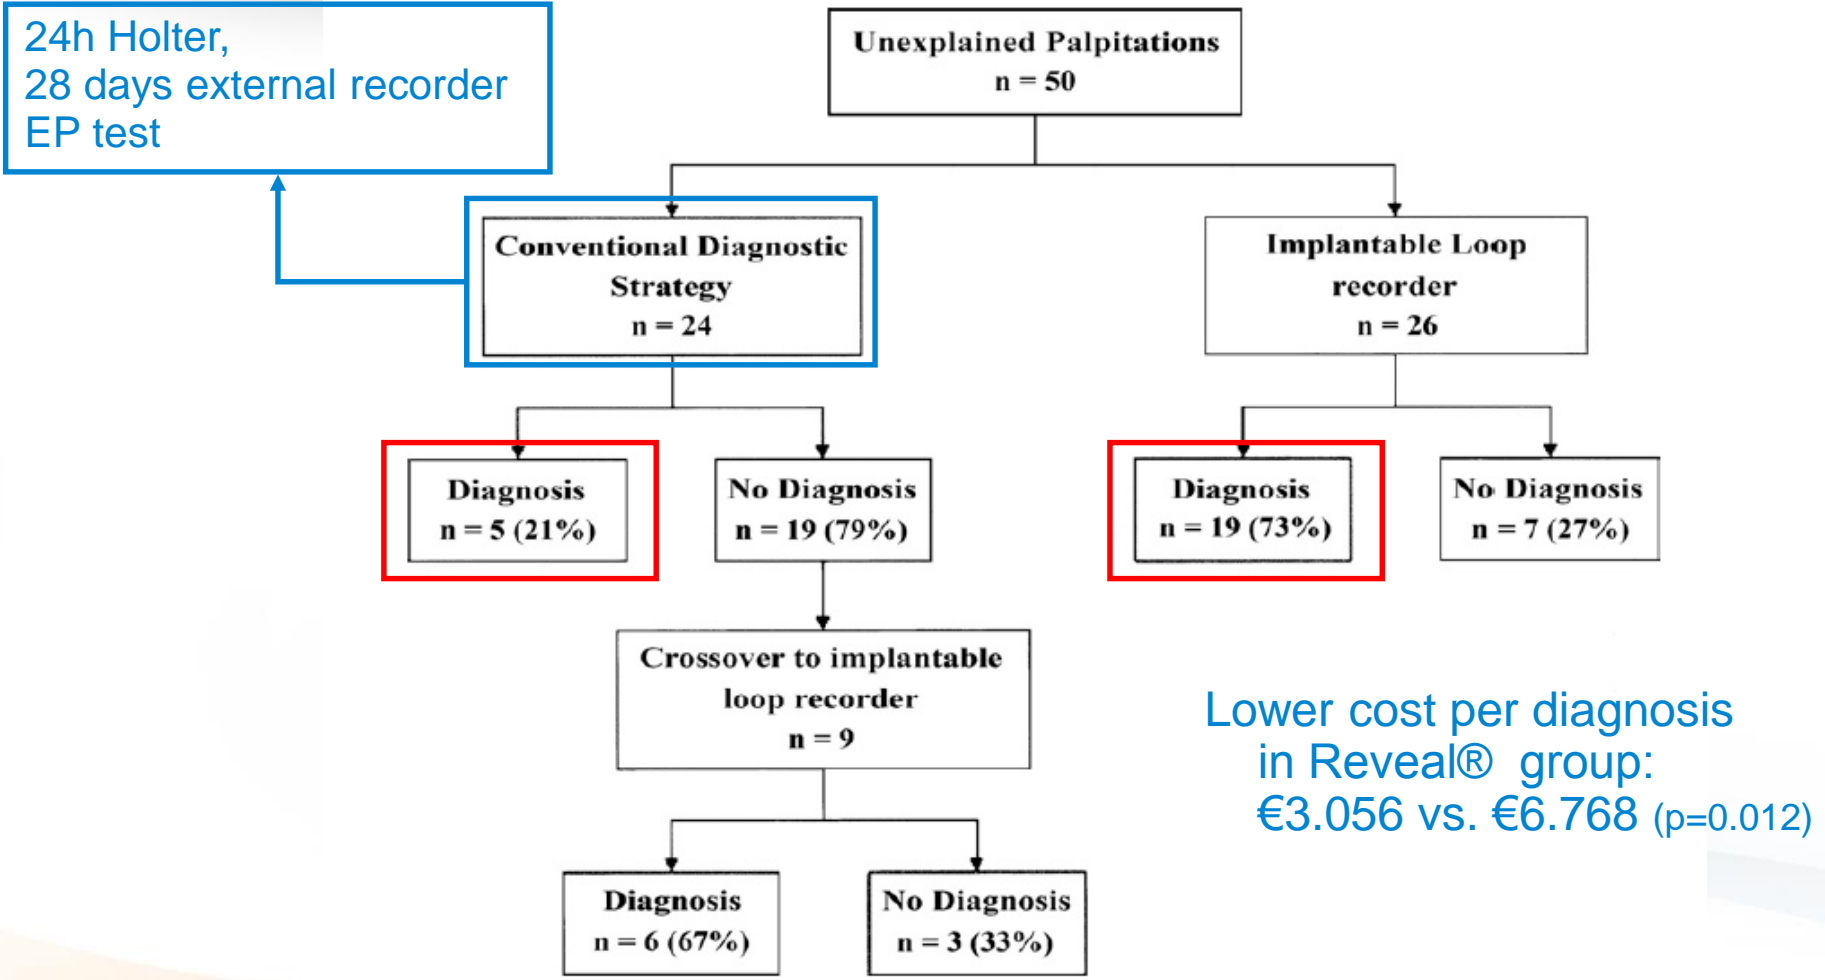 24h Holter,
28 days external recorder
EP test
Unexplained Palpitations
n = 50
Conventional Diagnostic
Strategy
n = 24
Implantable Loop
recorder
n = 26
Diagnosis
n = 5 (21%)
No Diagnosis
n = 19 (79%)
Diagnosis
n = 19 (73%)
No Diagnosis
n = 7 (27%)
Crossover to implantable
loop recorder
n = 9
Lower cost per diagnosis
in Reveal® group:
€3.056 vs. €6.768 (p=0.012)
Diagnosis
n = 6 (67%)
No Diagnosis
n = 3 (33%)